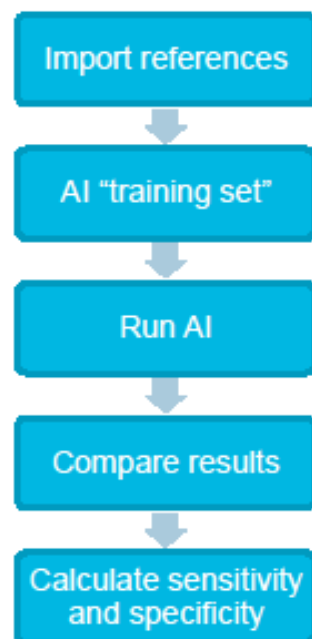 Import references
AI “training set”
Run AI
Compare results
Calculate sensitivity
and specificity